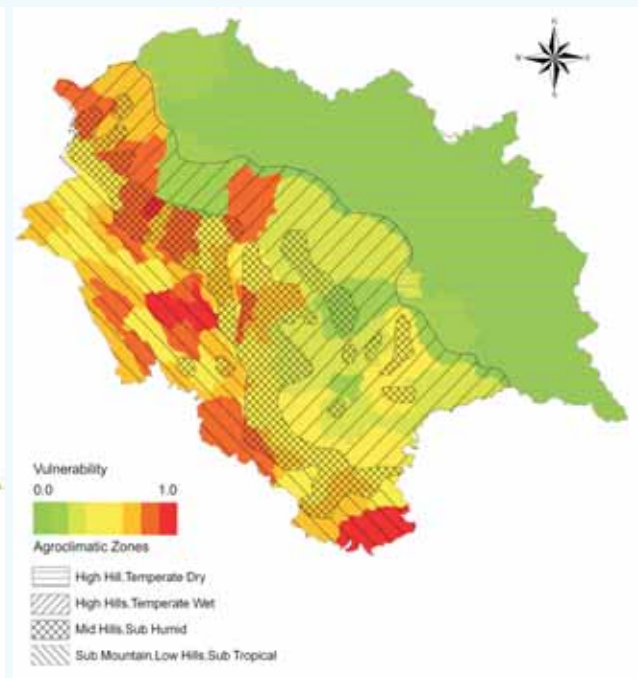 N
W E
S
Vulnerability
0.0 1.0
Agroclimatic Zones
High Hill.Temperate Dry
High Hills.Temperate Wet
Mid Hills.Sub Humid
Sub Mountain.Low Hills.Sub Tropical